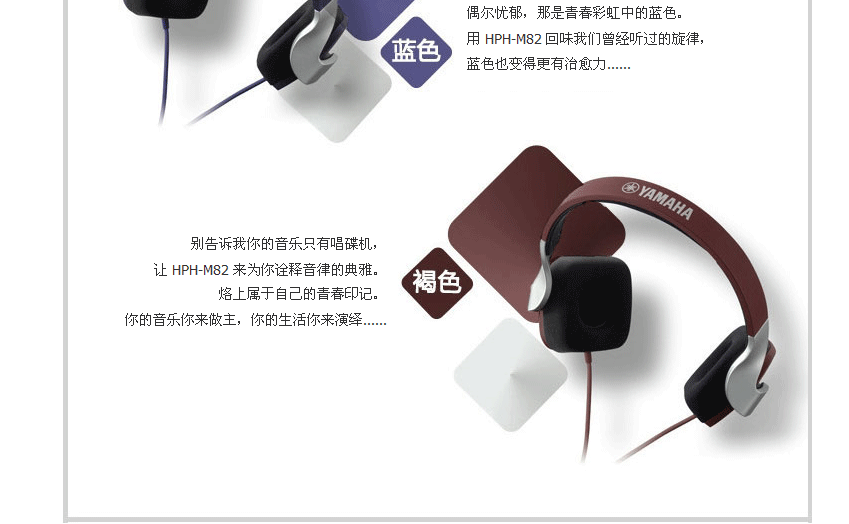 偶尔忧郁，那是青春彩虹中的蓝色。
用 HPH-M82 回味我们曾经听过的旋律，
蓝色也变得更有治愈力......
蓝色
YAMAHA
别告诉我你的音乐只有唱碟机，
让 HPH-M82 来为你诠释音律的典雅。
烙上属于自己的青春印记。
你的音乐你来做主，你的生活你来演绎......
褐色